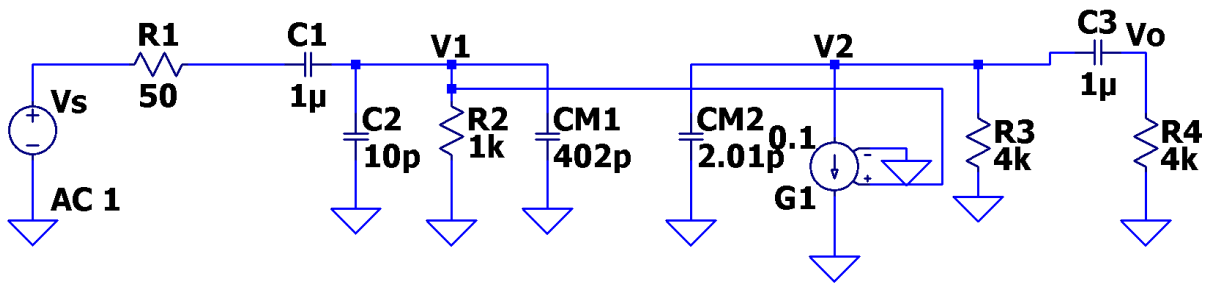 R1
50
C1
1µ
V1
V2
C3
1µ
Vo
Vs
AC 1
C2
10p
R2
1k
CM1
402p
CM2
2.01p
0.1
G1
R3
4k
R4
4k
+
−
−
+